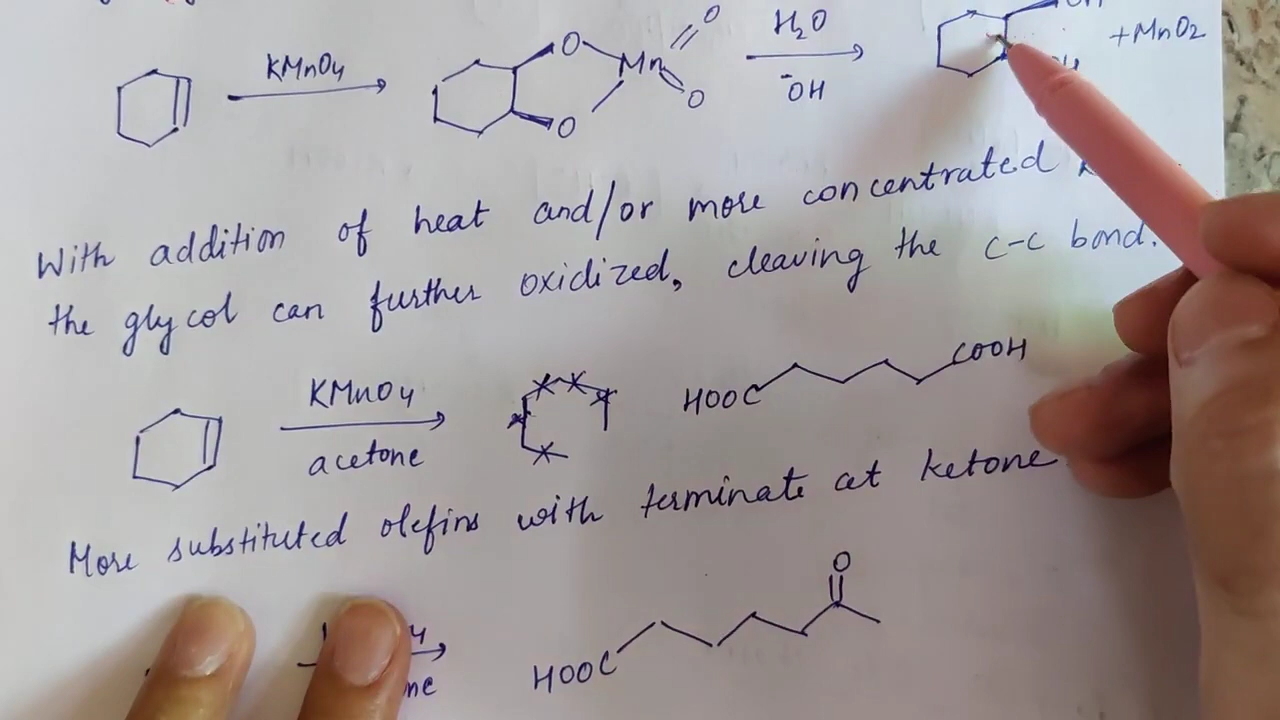 KMnO4 H2O
O Mn O O O -OH OH + MnO2
With addition of heat and/or more concentrated
the glycol can further oxidized, cleaving the C-C bond.
KMnO4
acetone HOOC COOH
More substituted olefins with terminate at ketone
O
HOOC